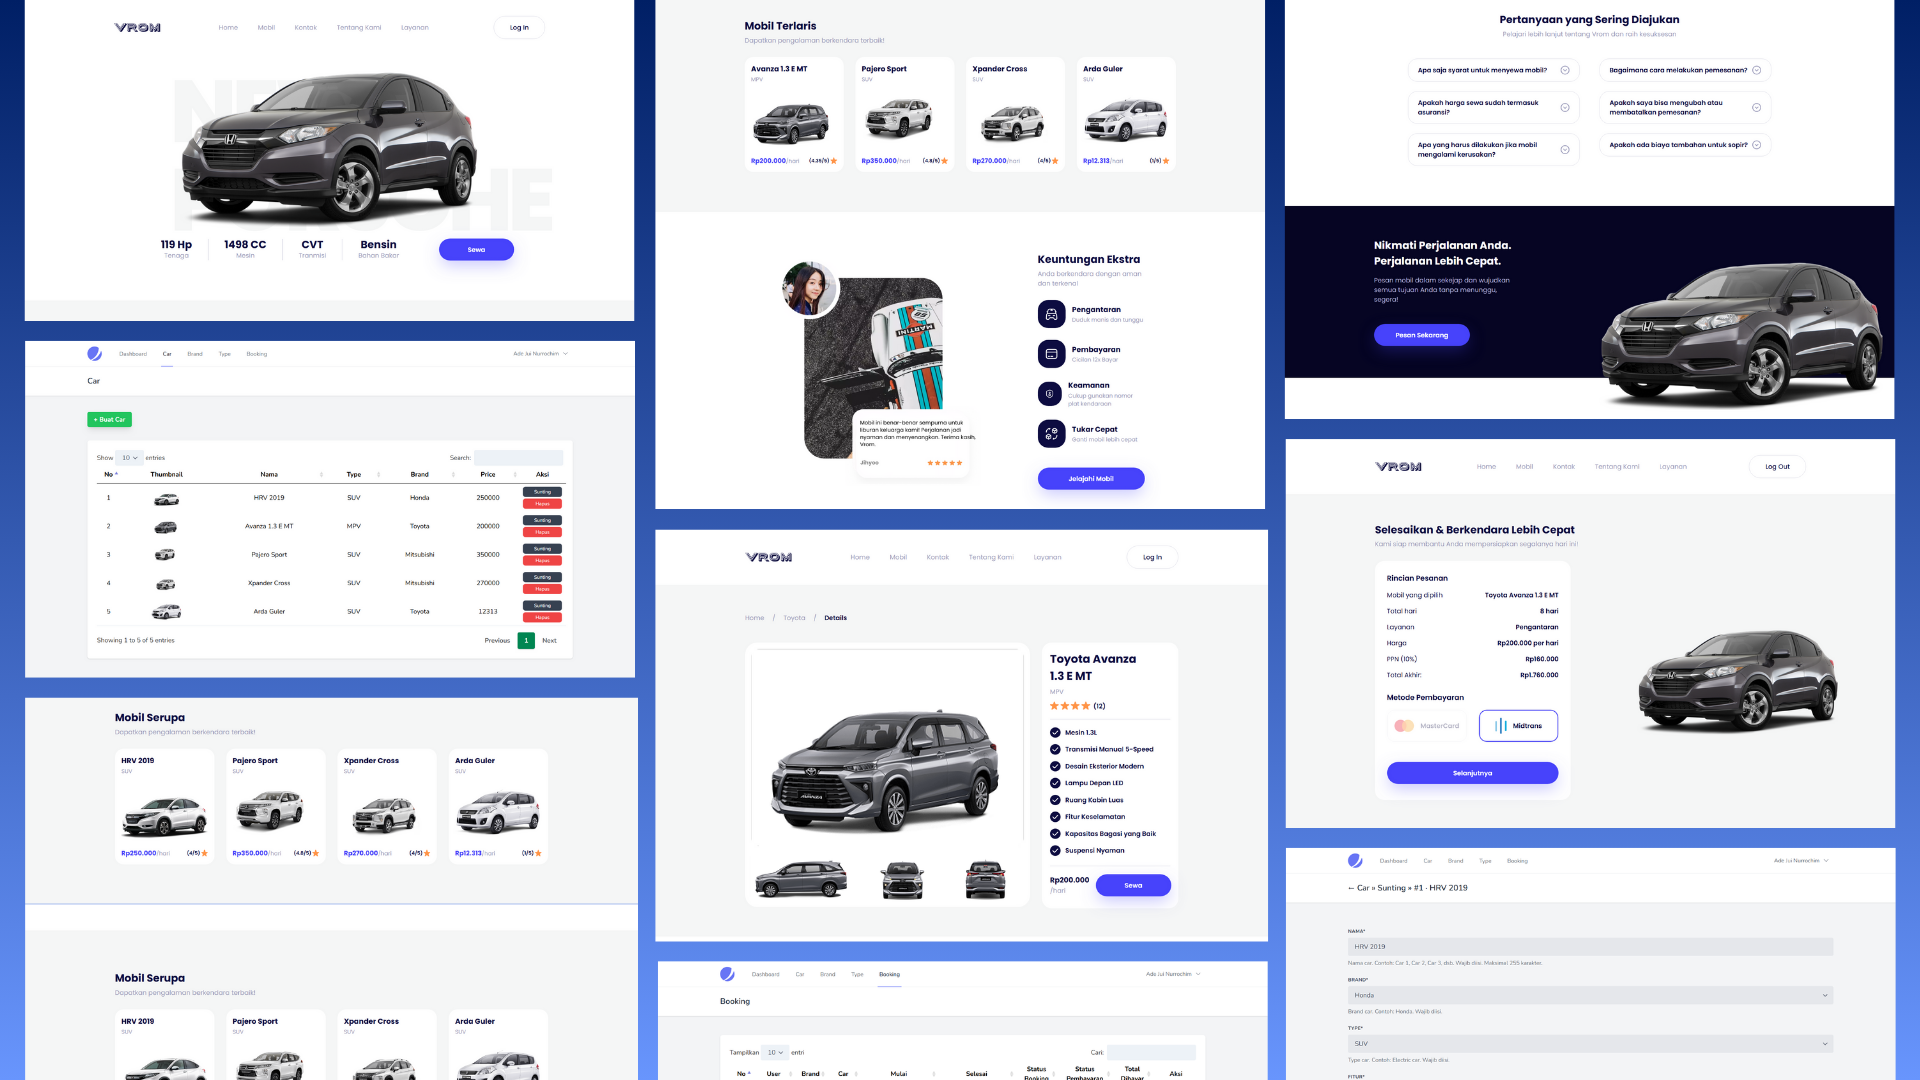 VROM
Home Mobil Kontak Tentang Kami Layanan
Log In
NEW
PORSCHE
119 Hp
Tenaga
1498 CC
Mesin
CVT
Tranmisi
Bensin
Bahan Bakar
Sewa
Dashboard Car Brand Type Booking
Ade Jui Nurrochim
Car
+ Buat Car
Show 10 entries
Search:
No Thumbnail Nama Type Brand Price Aksi
1 HRV 2019 SUV Honda 250000 Sunting
Hapus
2 Avanza 1.3 E MT MPV Toyota 200000 Sunting
Hapus
3 Pajero Sport SUV Mitsubishi 350000 Sunting
Hapus
4 Xpander Cross SUV Mitsubishi 270000 Sunting
Hapus
5 Arda Guler SUV Toyota 12313 Sunting
Hapus
Showing 1 to 5 of 5 entries
Previous 1 Next
Mobil Serupa
Dapatkan pengalaman berkendara terbaik!
HRV 2019
SUV
Rp250.000/hari (4/5)
Pajero Sport
SUV
Rp350.000/hari (4.8/5)
Xpander Cross
SUV
Rp270.000/hari (4/5)
Arda Guler
SUV
Rp12.313/hari (1/5)
Mobil Serupa
Dapatkan pengalaman berkendara terbaik!
HRV 2019
SUV
Pajero Sport
SUV
Xpander Cross
SUV
Arda Guler
SUV
Mobil Terlaris
Dapatkan pengalaman berkendara terbaik!
Avanza 1.3 E MT
MPV
Rp200.000/hari (4.25/5)
Pajero Sport
SUV
Rp350.000/hari (4.8/5)
Xpander Cross
SUV
Rp270.000/hari (4/5)
Arda Guler
SUV
Rp12.313/hari (1/5)
MARTINI
Mobil ini benar-benar sempurna untuk
liburan keluarga kami! Perjalanan jadi
nyaman dan menyenangkan. Terima kasih,
Vrom.
Jihyoo
Keuntungan Ekstra
Anda berkendara dengan aman
dan terkenal
Pengantaran
Duduk manis dan tunggu
Pembayaran
Cicilan 12x Bayar
Keamanan
Cukup gunakan nomor
plat kendaraan
Tukar Cepat
Ganti mobil lebih cepat
Jelajahi Mobil
VROM
Home Mobil Kontak Tentang Kami Layanan
Log In
Home / Toyota / Details
AVANZA
Toyota Avanza
1.3 E MT
MPV
(12)
Mesin 1.3L
Transmisi Manual 5-Speed
Desain Eksterior Modern
Lampu Depan LED
Ruang Kabin Luas
Fitur Keselamatan
Kapasitas Bagasi yang Baik
Suspensi Nyaman
Rp200.000
/hari
Sewa
Dashboard Car Brand Type Booking
Ade Jui Nurrochim
Booking
Tampilkan 10 entri
Cari:
No User Brand Car Mulai Selesai Status Booking Status Pembayaran Total Dibayar Aksi
Pertanyaan yang Sering Diajukan
Pelajari lebih lanjut tentang Vrom dan raih kesuksesan
Apa saja syarat untuk menyewa mobil?
Bagaimana cara melakukan pemesanan?
Apakah harga sewa sudah termasuk
asuransi?
Apakah saya bisa mengubah atau
membatalkan pemesanan?
Apa yang harus dilakukan jika mobil
mengalami kerusakan?
Apakah ada biaya tambahan untuk sopir?
Nikmati Perjalanan Anda.
Perjalanan Lebih Cepat.
Pesan mobil dalam sekejap dan wujudkan
semua tujuan Anda tanpa menunggu,
segera!
Pesan Sekarang
VROM
Home Mobil Kontak Tentang Kami Layanan
Log Out
Selesaikan & Berkendara Lebih Cepat
Kami siap membantu Anda mempersiapkan segalanya hari ini!
Rincian Pesanan
Mobil yang dipilih Toyota Avanza 1.3 E MT
Total hari 8 hari
Layanan Pengantaran
Harga Rp200.000 per hari
PPN (10%) Rp160.000
Total Akhir: Rp1.760.000
Metode Pembayaran
MasterCard
Midtrans
Selanjutnya
Dashboard Car Brand Type Booking
Ade Jui Nurrochim
← Car » Sunting » #1 · HRV 2019
NAMA*
HRV 2019
Nama car. Contoh: Car 1, Car 2, Car 3, dsb. Wajib diisi. Maksimal 255 karakter.
BRAND*
Honda
Brand car. Contoh: Honda. Wajib diisi.
TYPE*
SUV
Type car. Contoh: Electric car. Wajib diisi.
FITUR*